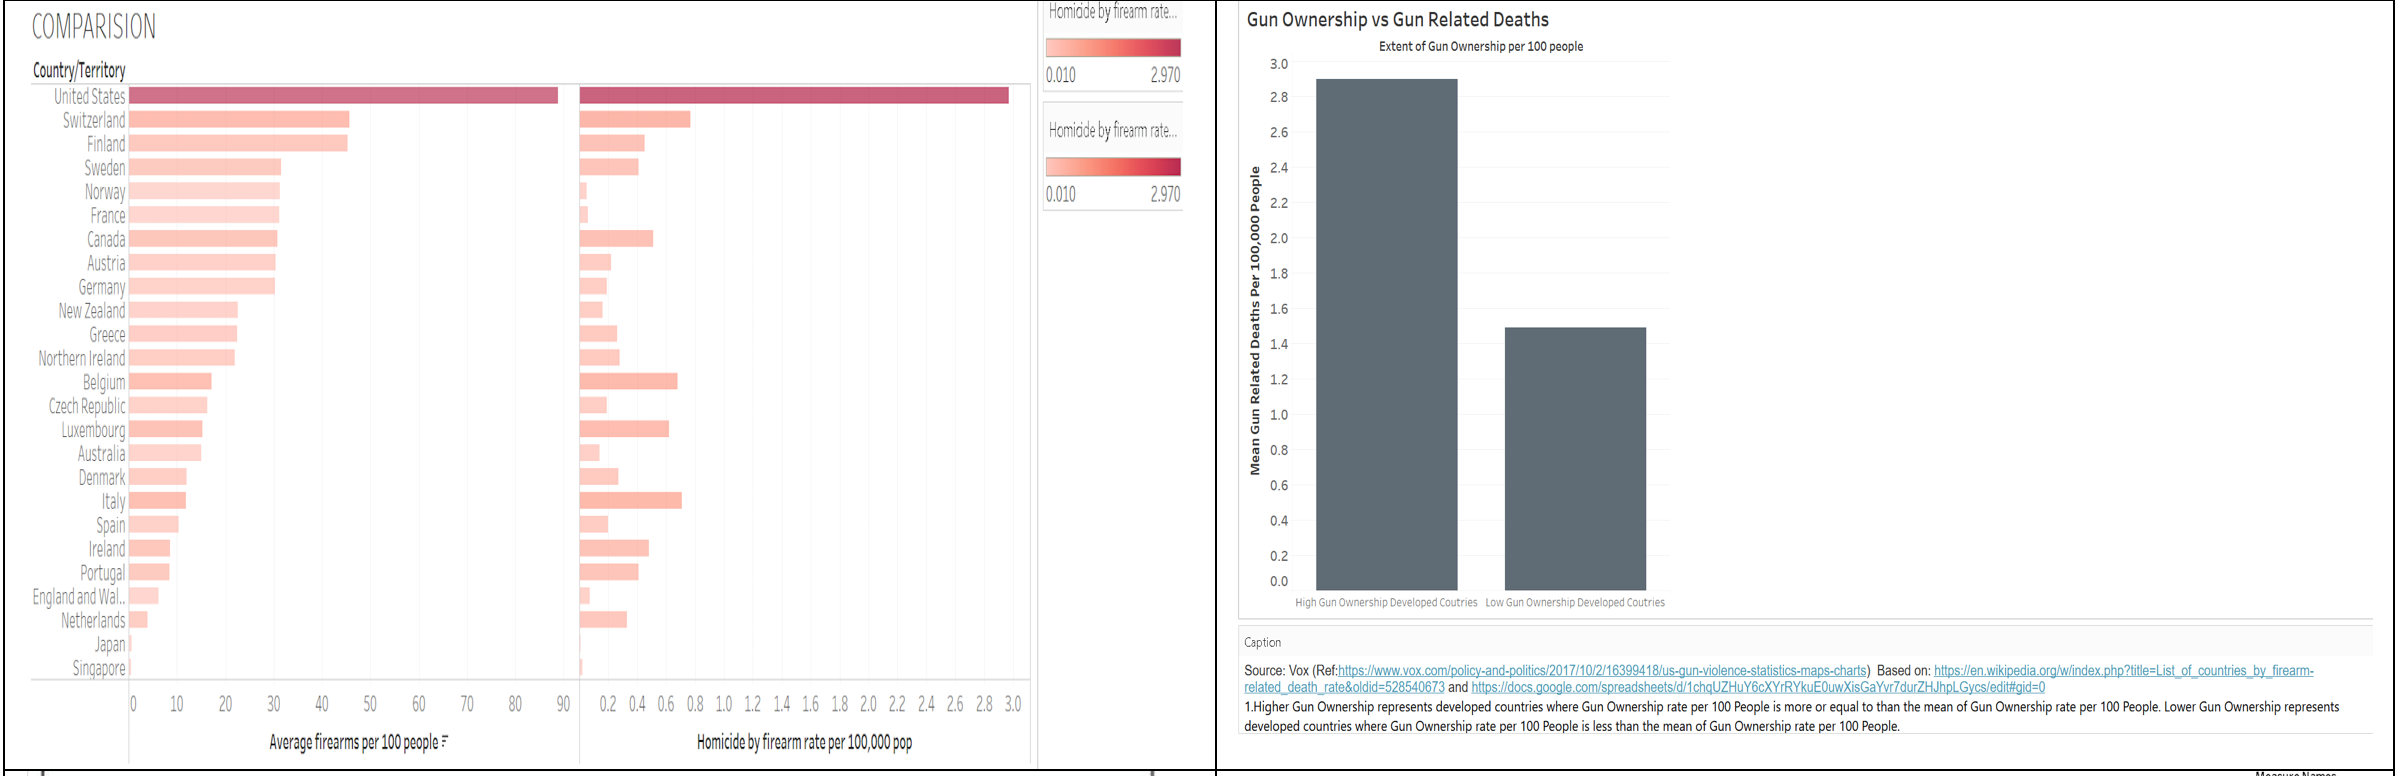 COMPARISION
Country/Territory
United States
Switzerland
Finland
Sweden
Norway
France
Canada
Austria
Germany
New Zealand
Greece
Northern Ireland
Belgium
Czech Republic
Luxembourg
Australia
Denmark
Italy
Spain
Ireland
Portugal
England and Wal..
Netherlands
Japan
Singapore
0 10 20 30 40 50 60 70 80 90
Average firearms per 100 people
0.2 0.4 0.6 0.8 1.0 1.2 1.4 1.6 1.8 2.0 2.2 2.4 2.6 2.8 3.0
Homicide by firearm rate per 100,000 pop
Homicide by firearm rate...
0.010 2.970
Homicide by firearm rate...
0.010 2.970
Gun Ownership vs Gun Related Deaths
Extent of Gun Ownership per 100 people
Mean Gun Related Deaths Per 100,000 People
3.0
2.8
2.6
2.4
2.2
2.0
1.8
1.6
1.4
1.2
1.0
0.8
0.6
0.4
0.2
0.0
High Gun Ownership Developed Coutries Low Gun Ownership Developed Coutries
Caption
Source: Vox (Ref:https://www.vox.com/policy-and-politics/2017/10/2/16399418/us-gun-violence-statistics-maps-charts) Based on: https://en.wikipedia.org/w/index.php?title=List_of_countries_by_firearm-
related_death_rate&oldid=528540673 and https://docs.google.com/spreadsheets/d/1chqUZHuY6cXYrRYkuE0uwXisGaYvr7durZHJhpLGycs/edit#gid=0
1.Higher Gun Ownership represents developed countries where Gun Ownership rate per 100 People is more or equal to than the mean of Gun Ownership rate per 100 People. Lower Gun Ownership represents
developed countries where Gun Ownership rate per 100 People is less than the mean of Gun Ownership rate per 100 People.